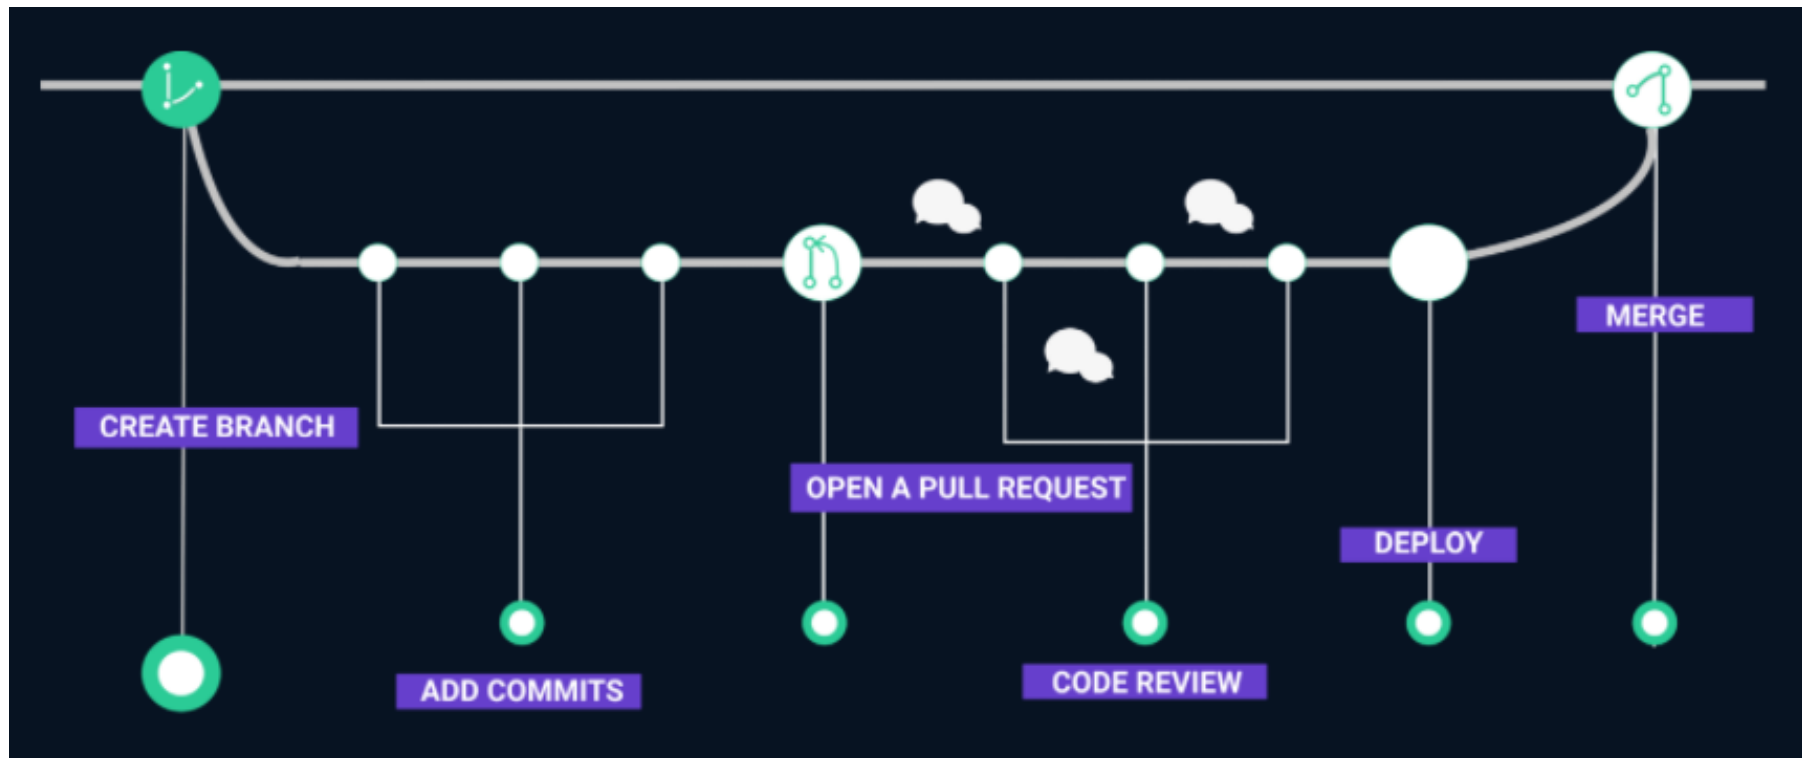 CREATE BRANCH
ADD COMMITS
OPEN A PULL REQUEST
CODE REVIEW
DEPLOY
MERGE